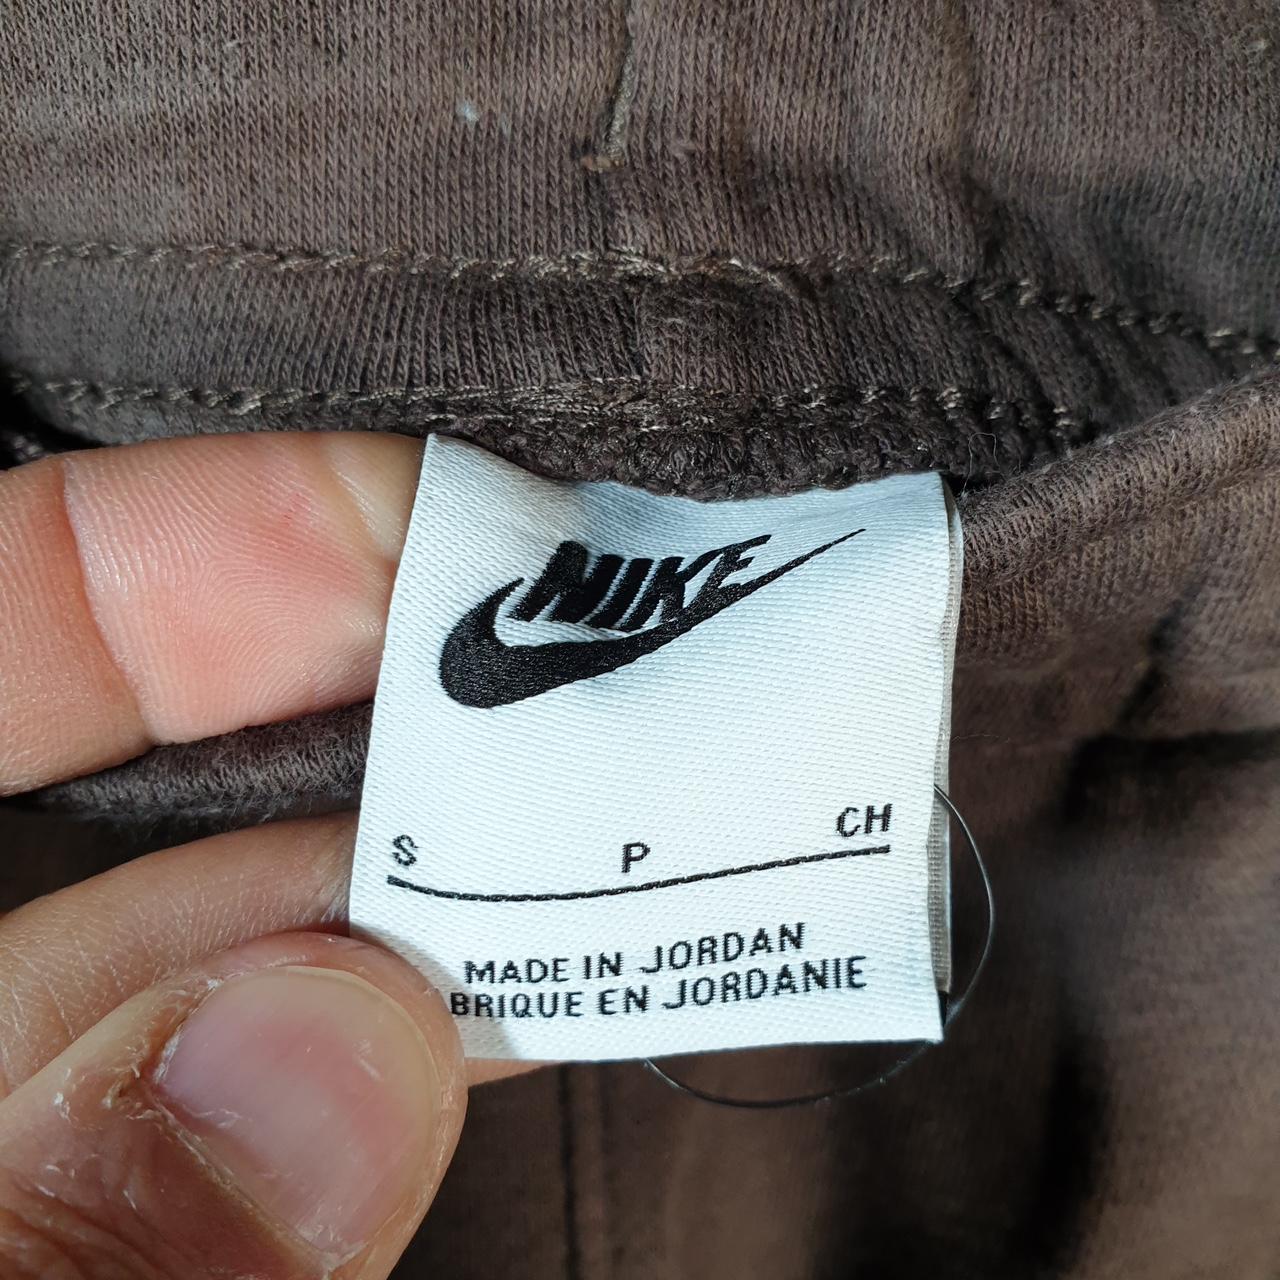 NIKE
S P CH
MADE IN JORDAN
BRIQUE EN JORDANIE